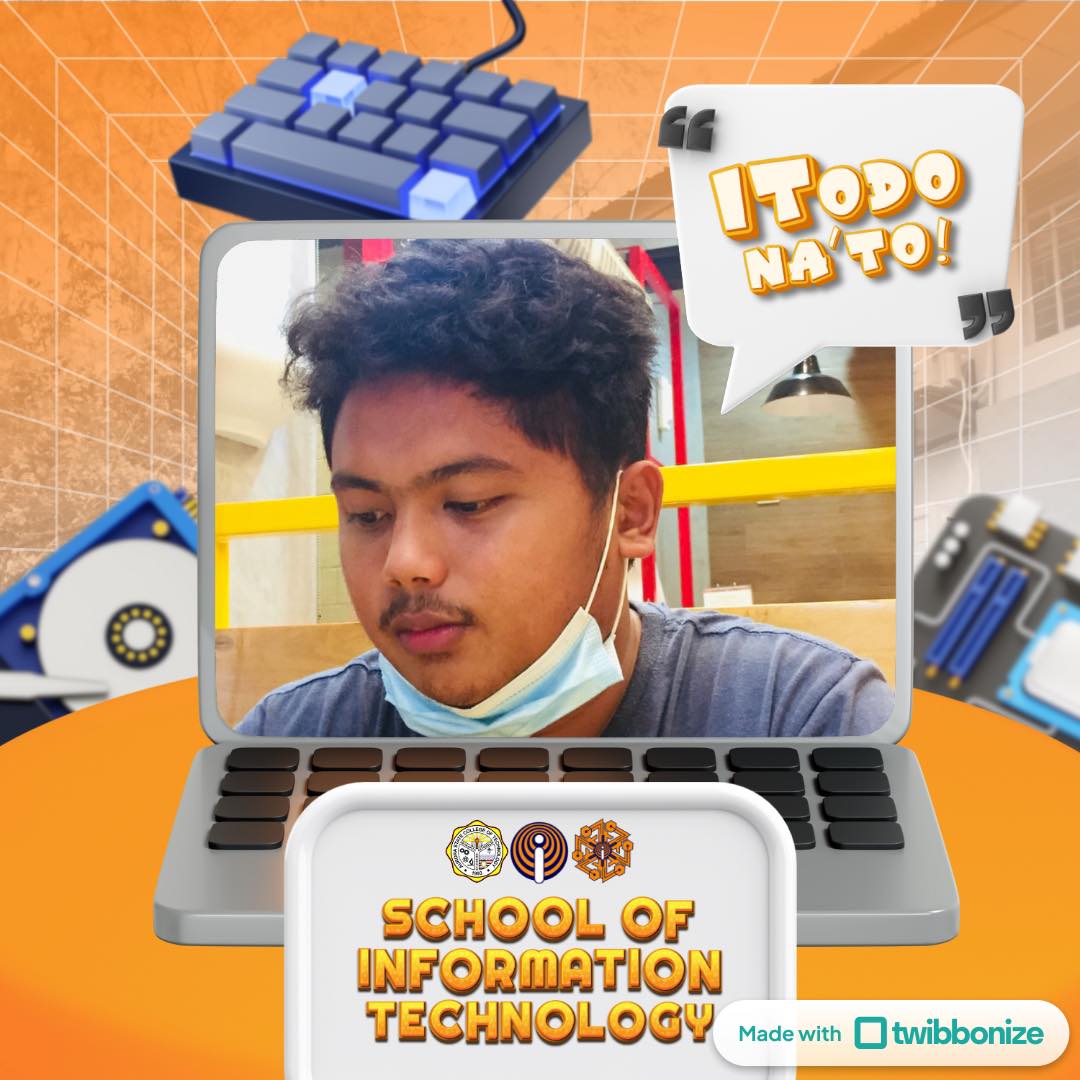 ITODO
NA'TO!
SCHOOL OF
INFORMATION
TECHNOLOGY
Made with twibbonize